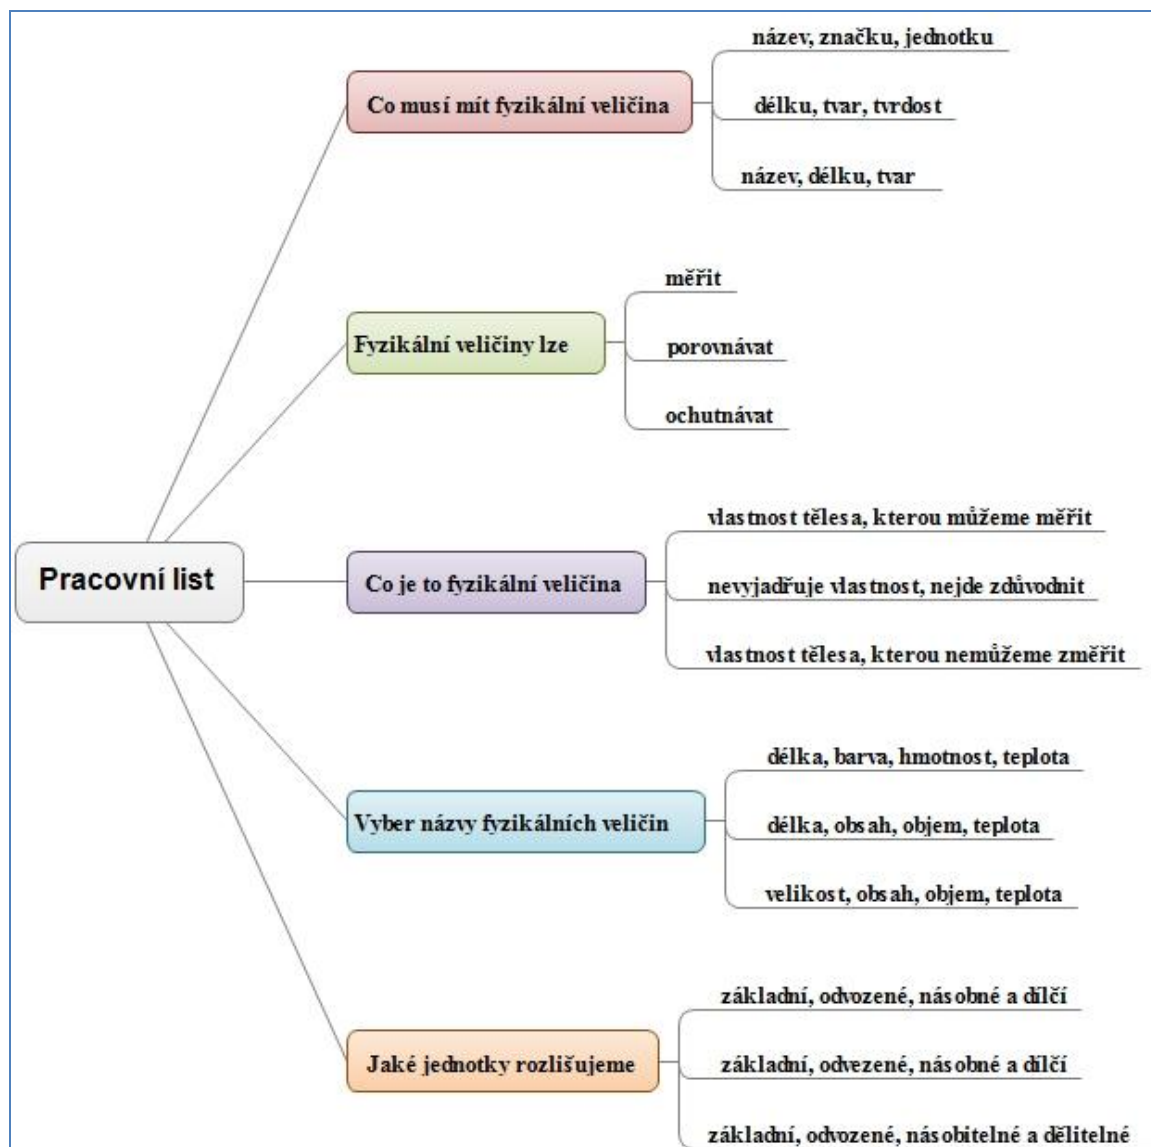 Pracovní list
Co musí mít fyzikální veličina
název, značku, jednotku
délku, tvar, tvrdost
název, délku, tvar
Fyzikální veličiny lze
měřit
porovnávat
ochutnávat
Co je to fyzikální veličina
vlastnost tělesa, kterou můžeme měřit
nevyjadřuje vlastnost, nejde zdůvodnit
vlastnost tělesa, kterou nemůžeme změřit
Vyber názvy fyzikálních veličin
délka, barva, hmotnost, teplota
délka, obsah, objem, teplota
velikost, obsah, objem, teplota
Jaké jednotky rozlišujeme
základní, odvozené, násobné a dílčí
základní, odvezené, násobné a dílčí
základní, odvozené, násobitelné a dělitelné